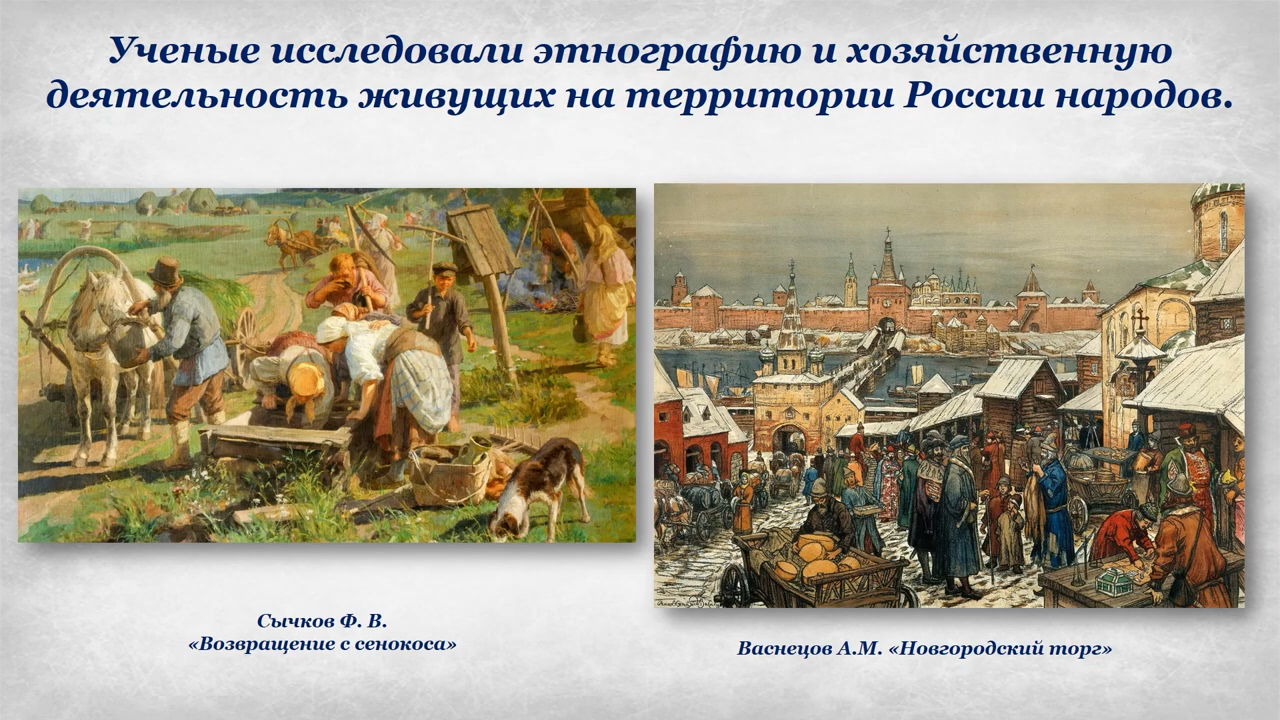 Ученые исследовали этнографию и хозяйственную
деятельность живущих на территории России народов.
Сычков Ф. В.
«Возвращение с сенокоса»
Васнецов А.М. «Новгородский торг»